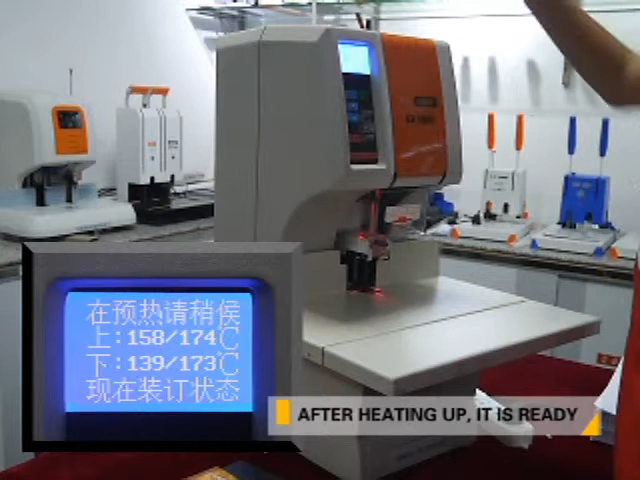 在预热请稍侯
上:158/174℃
下:139/173℃
现在装订状态
AFTER HEATING UP, IT IS READY